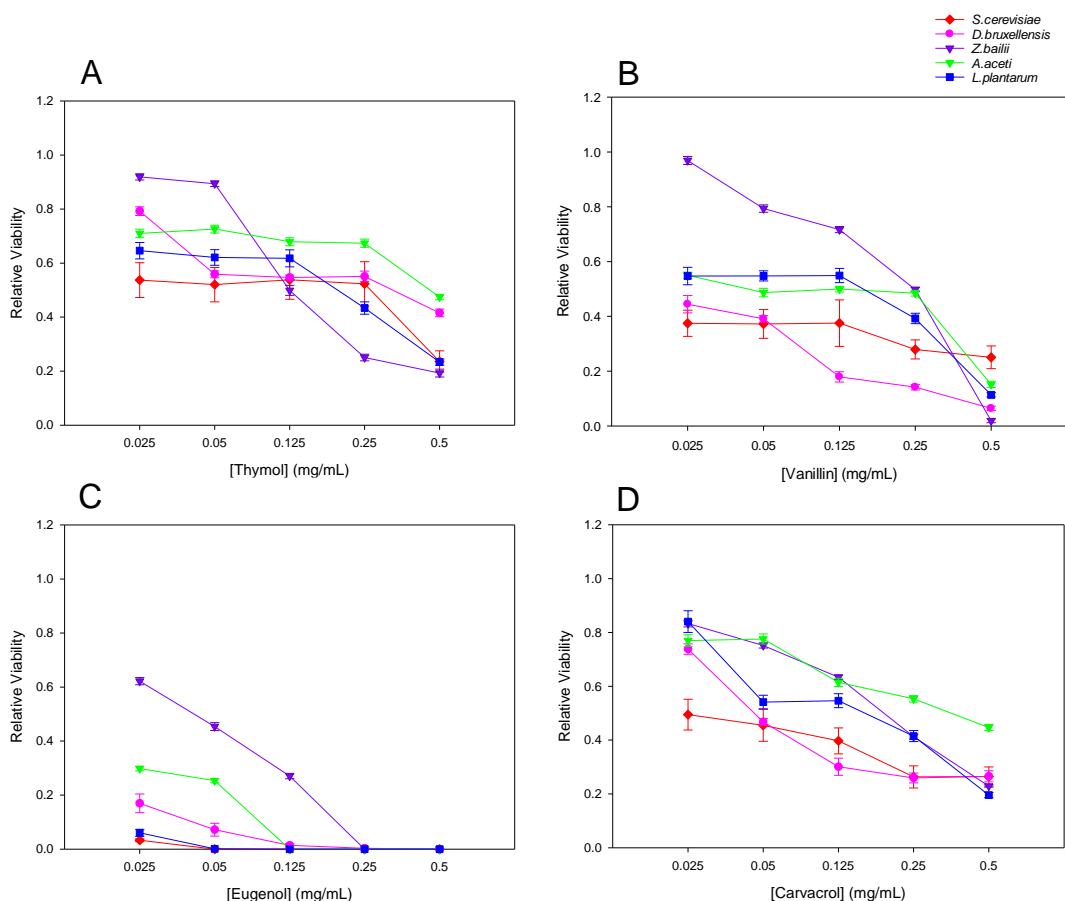 S.cerevisiae
D.bruxellensis
Z.bailii
A.aceti
L.plantarum
A
Relative Viability
1.2
1.0
0.8
0.6
0.4
0.2
0.0
0.025 0.05 0.125 0.25 0.5
[Thymol] (mg/mL)
B
Relative Viability
1.2
1.0
0.8
0.6
0.4
0.2
0.0
0.025 0.05 0.125 0.25 0.5
[Vanillin] (mg/mL)
C
Relative Viability
1.2
1.0
0.8
0.6
0.4
0.2
0.0
0.025 0.05 0.125 0.25 0.5
[Eugenol] (mg/mL)
D
Relative Viability
1.2
1.0
0.8
0.6
0.4
0.2
0.0
0.025 0.05 0.125 0.25 0.5
[Carvacrol] (mg/mL)